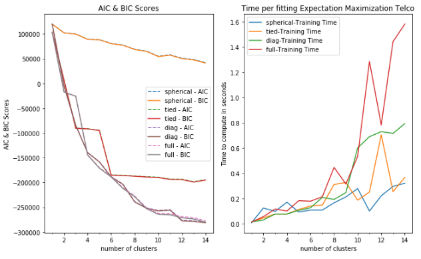 AIC & BIC Scores
100000
50000
0
−50000
−100000
−150000
−200000
−250000
−300000
AIC & BIC Scores
2 4 6 8 10 12 14
number of clusters
spherical - AIC
spherical - BIC
tied - AIC
tied - BIC
diag - AIC
diag - BIC
full - AIC
full - BIC
Time per fitting Expectation Maximization Telco
1.6
1.4
1.2
1.0
0.8
0.6
0.4
0.2
0.0
Time to compute in seconds
2 4 6 8 10 12 14
number of clusters
spherical-Training Time
tied-Training Time
diag-Training Time
full-Training Time